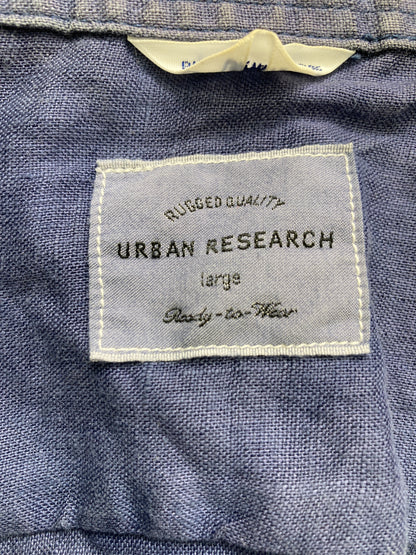 RUGGED QUALITY
URBAN RESEARCH
large
Ready-to-Wear